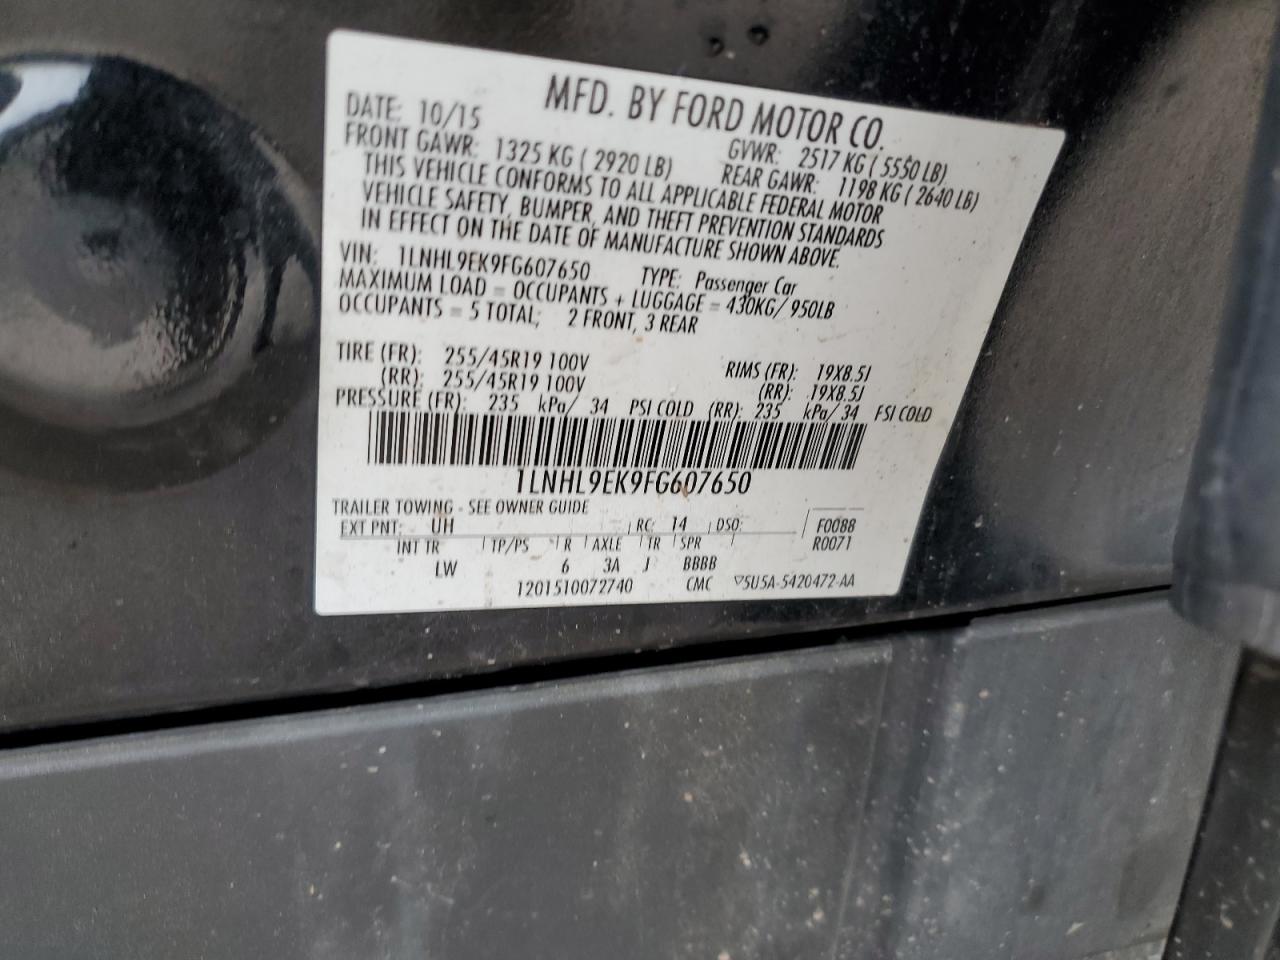 MFD. BY FORD MOTOR CO.
DATE: 10/15 GVWR: 2517 KG ( 5550 LB)
FRONT GAWR: 1325 KG ( 2920 LB) REAR GAWR: 1198 KG ( 2640 LB)
THIS VEHICLE CONFORMS TO ALL APPLICABLE FEDERAL MOTOR
VEHICLE SAFETY, BUMPER, AND THEFT PREVENTION STANDARDS
IN EFFECT ON THE DATE OF MANUFACTURE SHOWN ABOVE.
VIN: 1LNHL9EK9FG607650 TYPE: Passenger Car
MAXIMUM LOAD = OCCUPANTS + LUGGAGE = 430KG/ 950LB
OCCUPANTS = 5 TOTAL; 2 FRONT, 3 REAR
TIRE (FR): 255/45R19 100V RIMS (FR): 19X8.5J
(RR): 255/45R19 100V (RR): 19X8.5J
PRESSURE (FR): 235 kPa/ 34 PSI COLD (RR): 235 kPa/ 34 PSI COLD
1LNHL9EK9FG607650
TRAILER TOWING - SEE OWNER GUIDE
EXT PNT: UH RC: 14 DSO: F0088
INT TR TP/PS R AXLE TR SPR R0071
LW 6 3A J BBBB
1201510072740 CMC ▽5U5A-5420472-AA